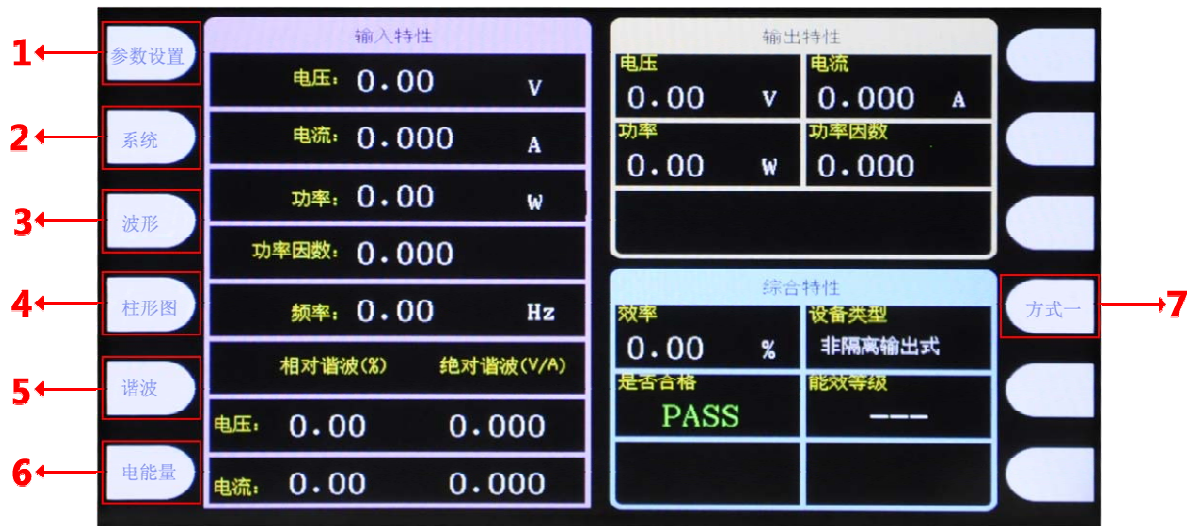 1
参数设置
2
系统
3
波形
4
柱形图
5
谐波
6
电能量
输入特性
电压: 0.00 V
电流: 0.000 A
功率: 0.00 W
功率因数: 0.000
频率: 0.00 Hz
相对谐波(%) 绝对谐波(V/A)
电压: 0.00 0.000
电流: 0.00 0.000
输出特性
电压 电流
0.00 V 0.000 A
功率 功率因数
0.00 W 0.000
综合特性
效率 设备类型
0.00 % 非隔离输出式
是否合格 能效等级
PASS ---
方式一
7